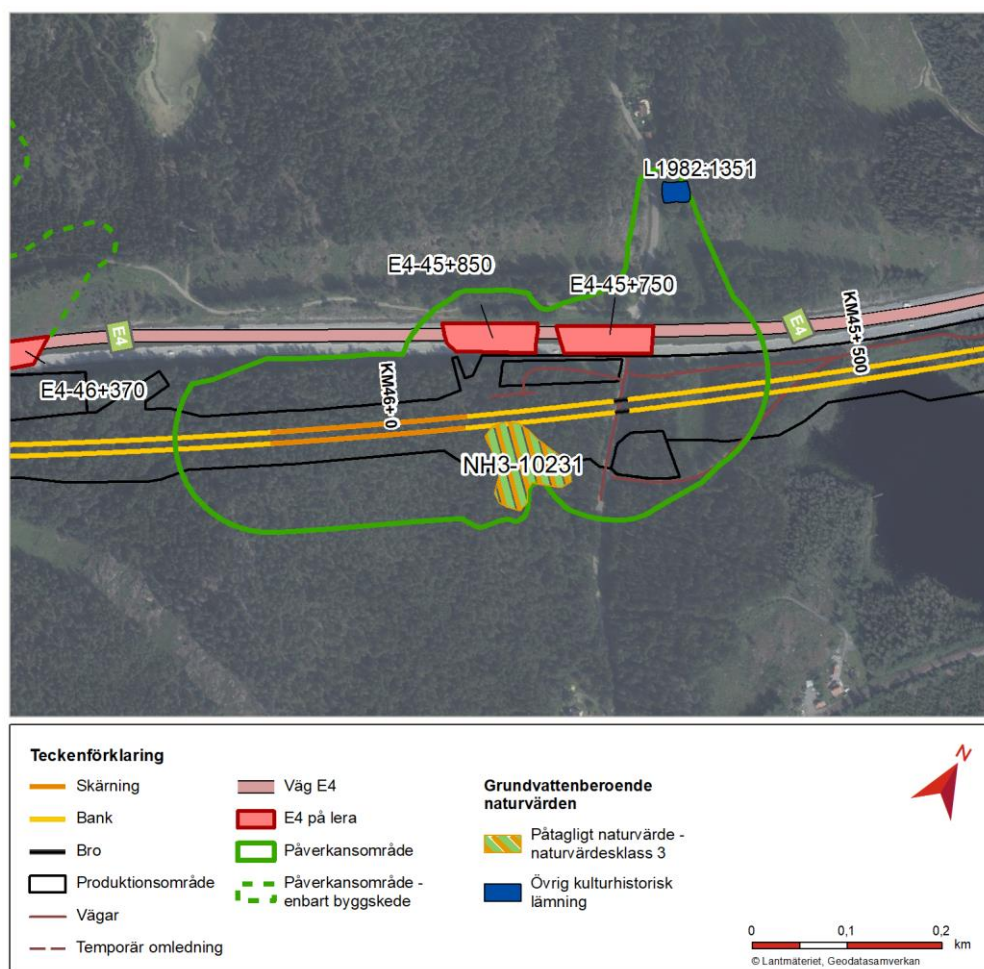 L1982:1351
E4-45+850
E4-45+750
E4
E4
KM45+500
E4-46+370
KM46+0
NH3-10231
Teckenförklaring
Skärning
Bank
Bro
Produktionsområde
Vägar
Temporär omledning
Väg E4
E4 på lera
Påverkansområde
Påverkansområde -
enbart byggskede
Grundvattenberoende
naturvärden
Påtagligt naturvärde -
naturvärdesklass 3
Övrig kulturhistorisk
lämning
N
0 0,1 0,2
km
© Lantmäteriet, Geodatasamverkan